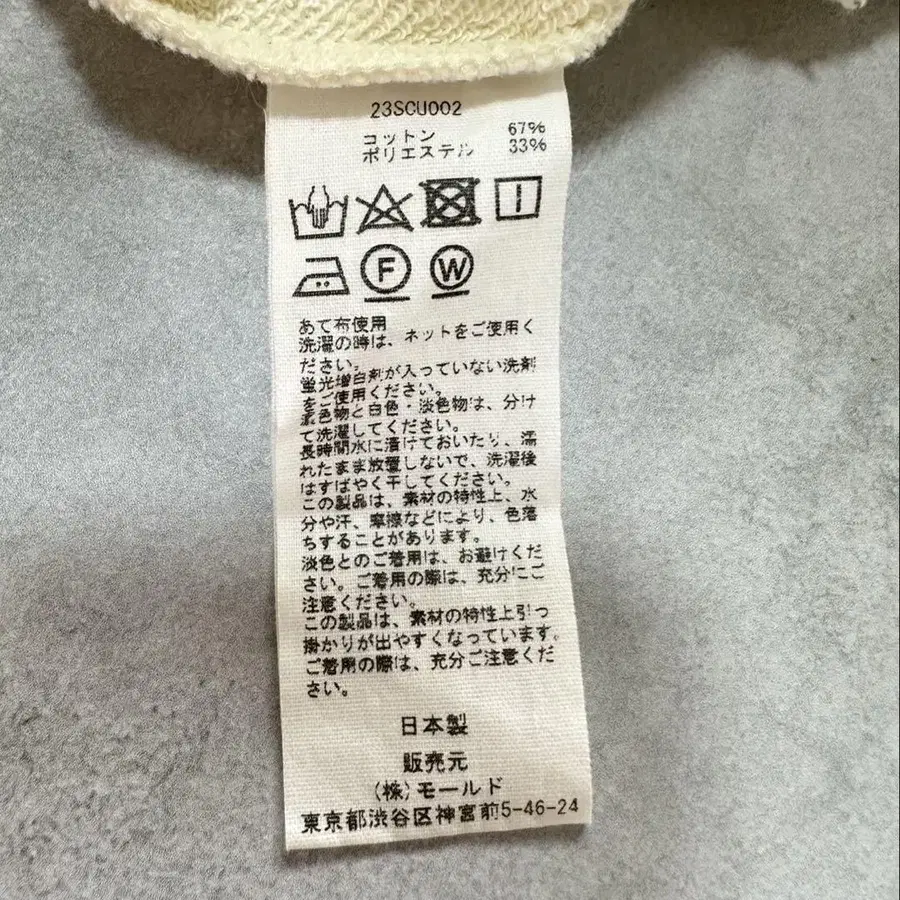 23SCU002
コットン 67%
ポリエステル 33%
F W
あて布使用
洗濯の時は、ネットをご使用く
ださい。
蛍光増白剤が入っていない洗剤
をご使用ください。
濃色物と白色・淡色物は、分け
て洗濯してください。
長時間水に漬けておいたり、濡
れたまま放置しないで、洗濯後
はすばやく干してください。
この製品は、素材の特性上、水
分や汗、摩擦などにより、色落
ちすることがあります。
淡色とのご着用は、お避けくだ
さい。ご着用の際は、充分にご
注意ください。
この製品は、素材の特性上引っ
掛かりが出やすくなっています。
ご着用の際は、充分ご注意くだ
さい。
日本製
販売元
(株)モールド
東京都渋谷区神宮前5-46-24